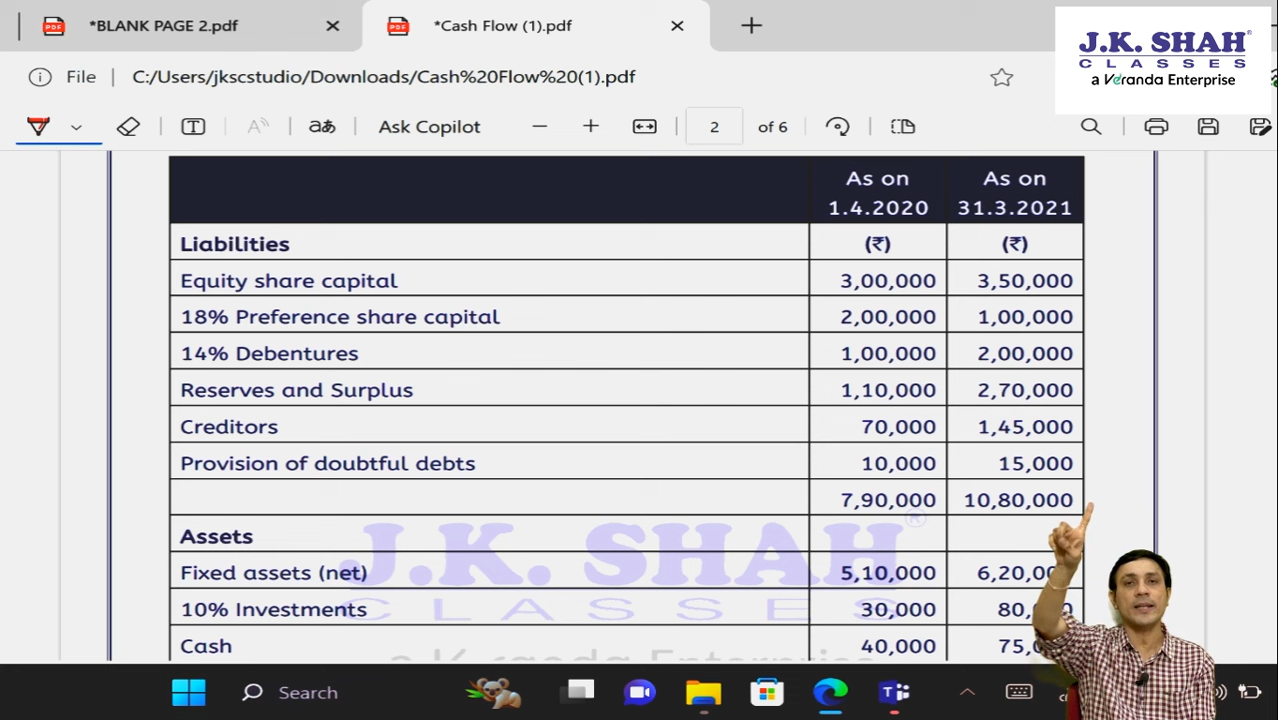 *BLANK PAGE 2.pdf
*Cash Flow (1).pdf
J.K. SHAH®
CLASSES
a Veranda Enterprise
File
C:/Users/jkscstudio/Downloads/Cash%20Flow%20(1).pdf
Ask Copilot
2 of 6
As on 1.4.2020 As on 31.3.2021
Liabilities (₹) (₹)
Equity share capital 3,00,000 3,50,000
18% Preference share capital 2,00,000 1,00,000
14% Debentures 1,00,000 2,00,000
Reserves and Surplus 1,10,000 2,70,000
Creditors 70,000 1,45,000
Provision of doubtful debts 10,000 15,000
7,90,000 10,80,000
Assets
Fixed assets (net) 5,10,000
10% Investments 30,000
Cash 40,000
J.K. SHAH®
CLASSES
Search